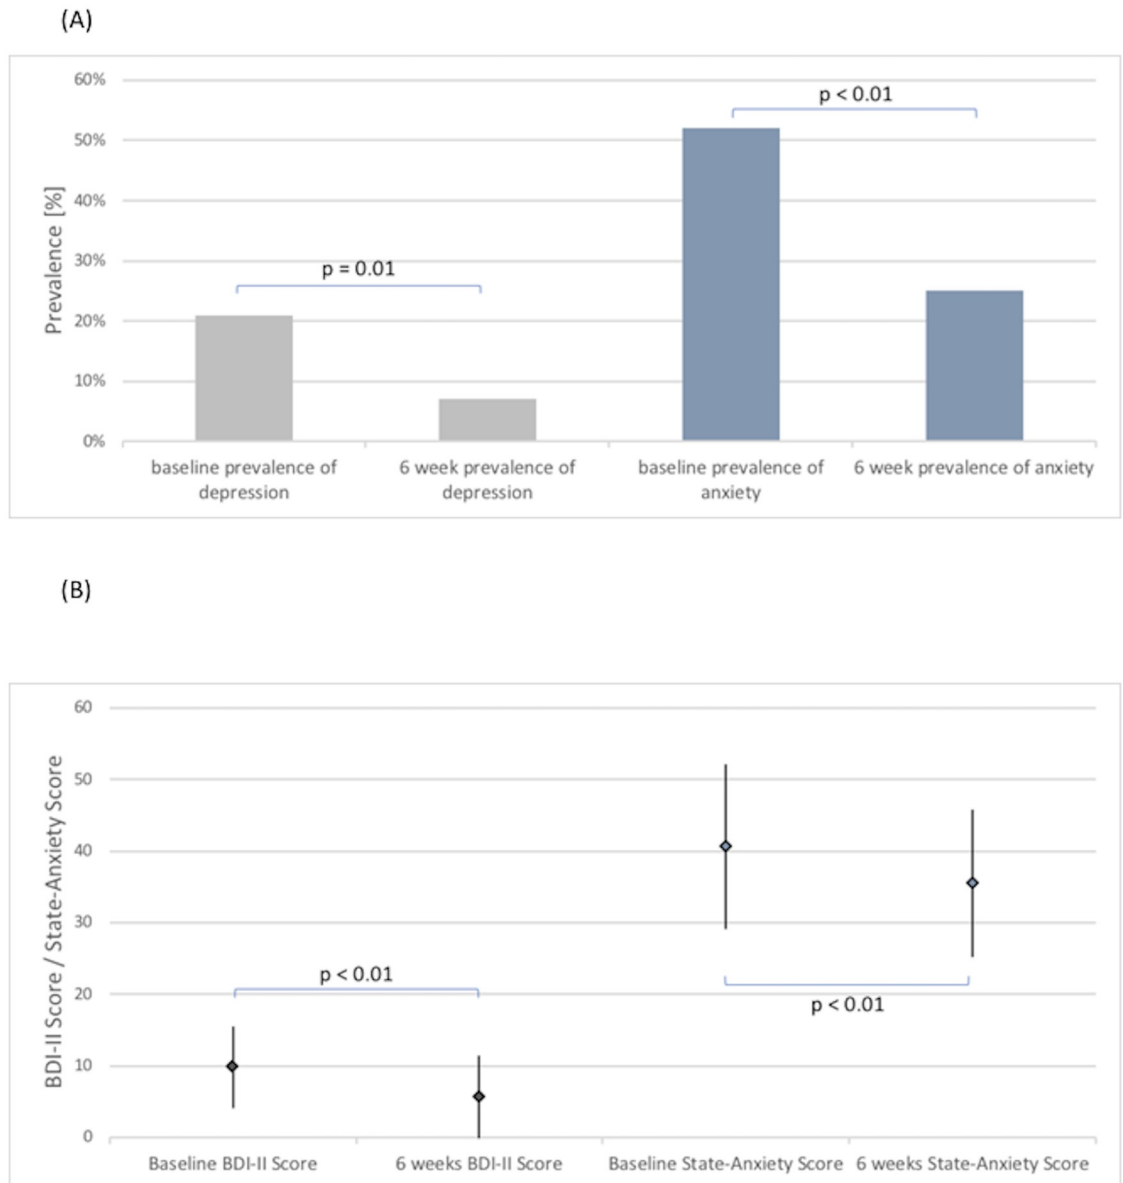 (A)
60%
p < 0.01
50%
40%
Prevalence [%]
30%
p = 0.01
20%
10%
0%
baseline prevalence of
depression
6 week prevalence of
depression
baseline prevalence of
anxiety
6 week prevalence of anxiety
(B)
60
50
BDI-II Score / State-Anxiety Score
40
30
p < 0.01
20
p < 0.01
10
0
Baseline BDI-II Score
6 weeks BDI-II Score
Baseline State-Anxiety Score
6 weeks State-Anxiety Score